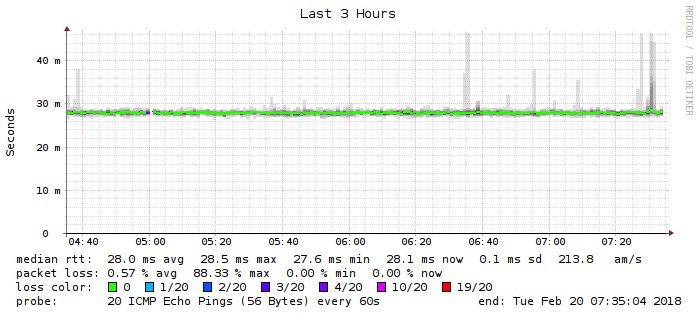 Last 3 Hours
RRDTOOL / TOBI OETIKER
Seconds
40 m
30 m
20 m
10 m
0
04:40 05:00 05:20 05:40 06:00 06:20 06:40 07:00 07:20
median rtt: 28.0 ms avg 28.5 ms max 27.6 ms min 28.1 ms now 0.1 ms sd 213.8 am/s
packet loss: 0.57 % avg 88.33 % max 0.00 % min 0.00 % now
loss color: 0 1/20 2/20 3/20 4/20 10/20 19/20
probe: 20 ICMP Echo Pings (56 Bytes) every 60s end: Tue Feb 20 07:35:04 2018